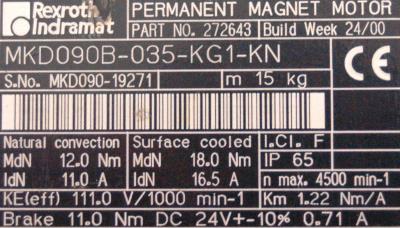 Rexroth Indramat PERMANENT MAGNET MOTOR
PART NO. 272643 Build Week 24/00
MKD090B-035-KG1-KN
S.No. MKD090-19271 m 15 kg
CE
Natural convection Surface cooled I.Cl. F
MdN 12.0 Nm MdN 18.0 Nm IP 65
IdN 11.0 A IdN 16.5 A n max. 4500 min-1
KE(eff) 111.0 V/1000 min-1 Km 1.22 Nm/A
Brake 11.0 Nm DC 24V+-10% 0.71 A